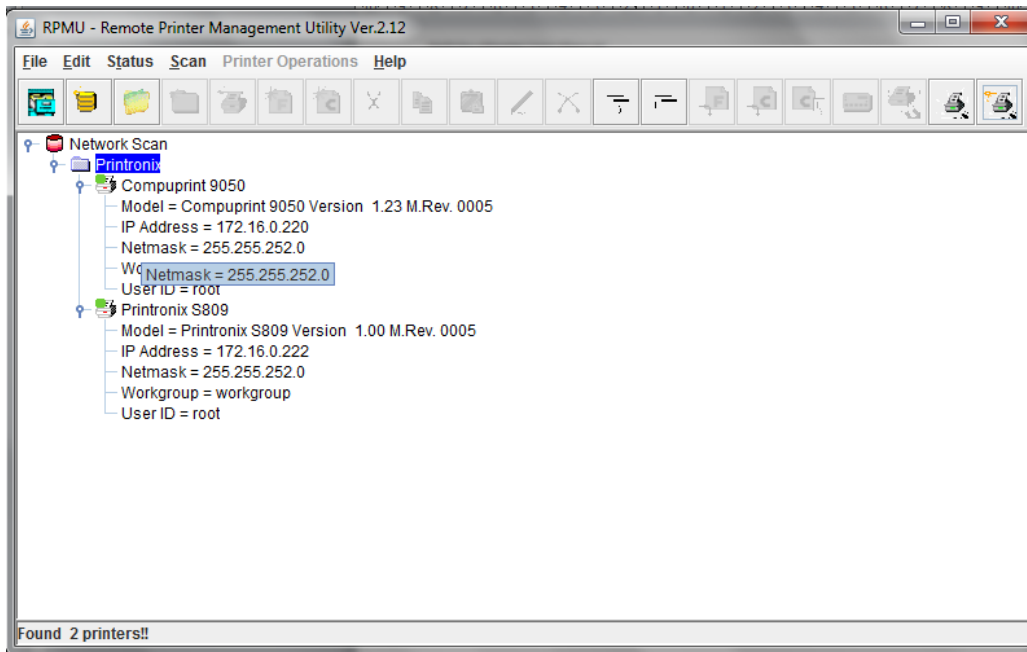 RPMU - Remote Printer Management Utility Ver.2.12
File Edit Status Scan Printer Operations Help
Network Scan
Printronix
Compuprint 9050
Model = Compuprint 9050 Version 1.23 M.Rev. 0005
IP Address = 172.16.0.220
Netmask = 255.255.252.0
Netmask = 255.255.252.0
User ID = root
Printronix S809
Model = Printronix S809 Version 1.00 M.Rev. 0005
IP Address = 172.16.0.222
Netmask = 255.255.252.0
Workgroup = workgroup
User ID = root
Found 2 printers!!